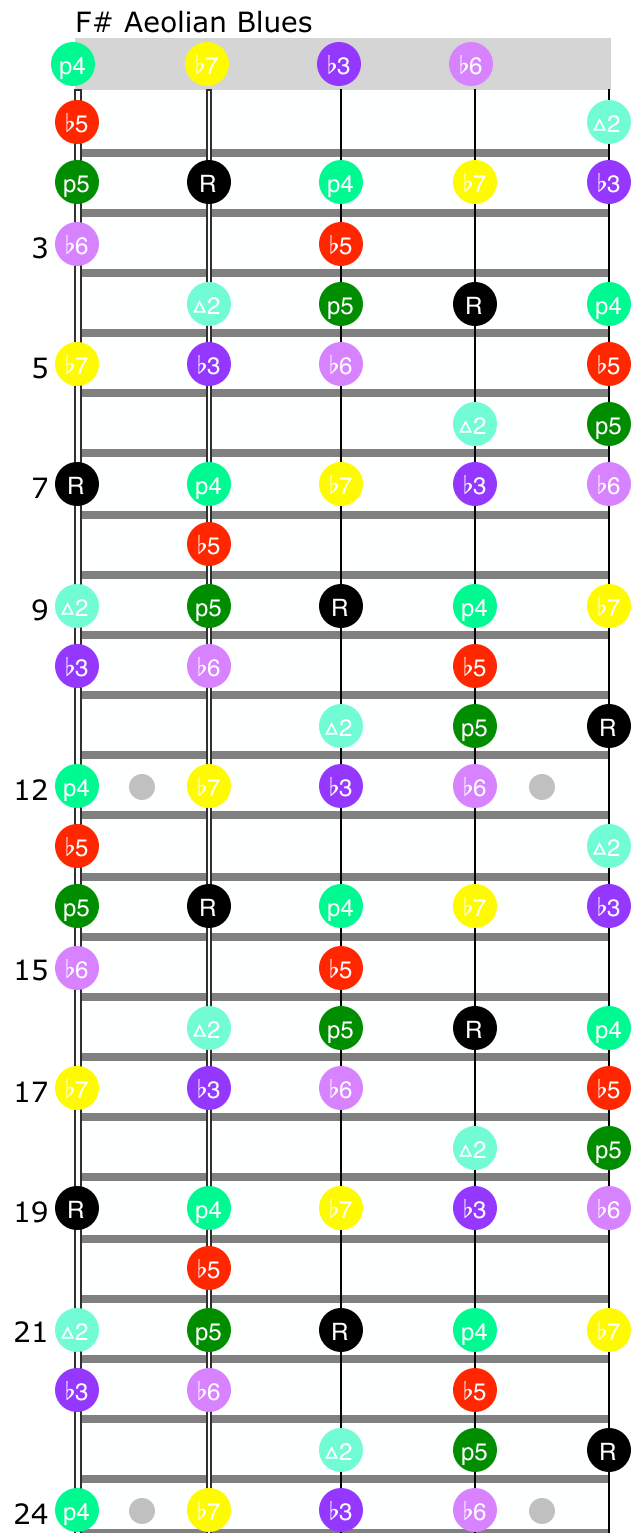 F# Aeolian Blues
p4 ♭7 ♭3 ♭6
♭5 △2
p5 R p4 ♭7 ♭3
3 ♭6 ♭5
△2 p5 R p4
5 ♭7 ♭3 ♭6 ♭5
△2 p5
7 R p4 ♭7 ♭3 ♭6
♭5
9 △2 p5 R p4 ♭7
♭3 ♭6 ♭5
△2 p5 R
12 p4 ♭7 ♭3 ♭6
♭5 △2
p5 R p4 ♭7 ♭3
15 ♭6 ♭5
△2 p5 R p4
17 ♭7 ♭3 ♭6 ♭5
△2 p5
19 R p4 ♭7 ♭3 ♭6
♭5
21 △2 p5 R p4 ♭7
♭3 ♭6 ♭5
△2 p5 R
24 p4 ♭7 ♭3 ♭6